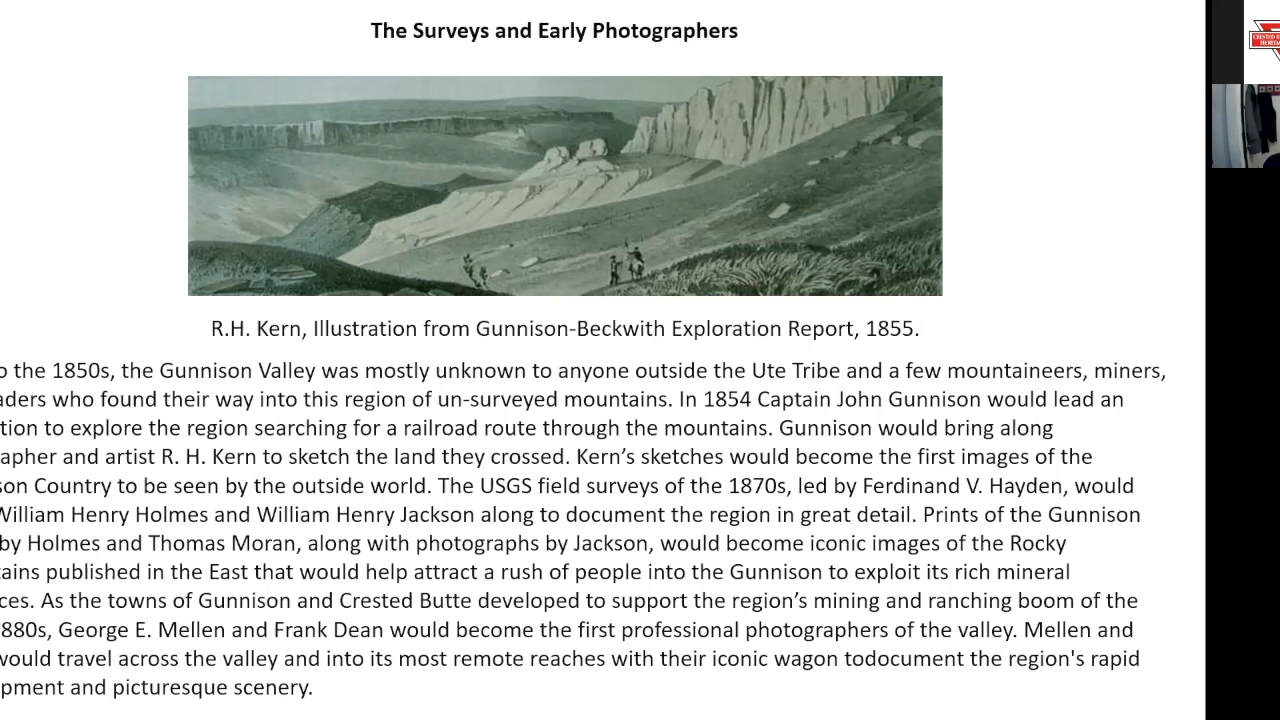 The Surveys and Early Photographers
R.H. Kern, Illustration from Gunnison-Beckwith Exploration Report, 1855.
o the 1850s, the Gunnison Valley was mostly unknown to anyone outside the Ute Tribe and a few mountaineers, miners,
aders who found their way into this region of un-surveyed mountains. In 1854 Captain John Gunnison would lead an
tion to explore the region searching for a railroad route through the mountains. Gunnison would bring along
apher and artist R. H. Kern to sketch the land they crossed. Kern’s sketches would become the first images of the
son Country to be seen by the outside world. The USGS field surveys of the 1870s, led by Ferdinand V. Hayden, would
William Henry Holmes and William Henry Jackson along to document the region in great detail. Prints of the Gunnison
by Holmes and Thomas Moran, along with photographs by Jackson, would become iconic images of the Rocky
tains published in the East that would help attract a rush of people into the Gunnison to exploit its rich mineral
ces. As the towns of Gunnison and Crested Butte developed to support the region’s mining and ranching boom of the
880s, George E. Mellen and Frank Dean would become the first professional photographers of the valley. Mellen and
would travel across the valley and into its most remote reaches with their iconic wagon todocument the region's rapid
pment and picturesque scenery.
CRESTED